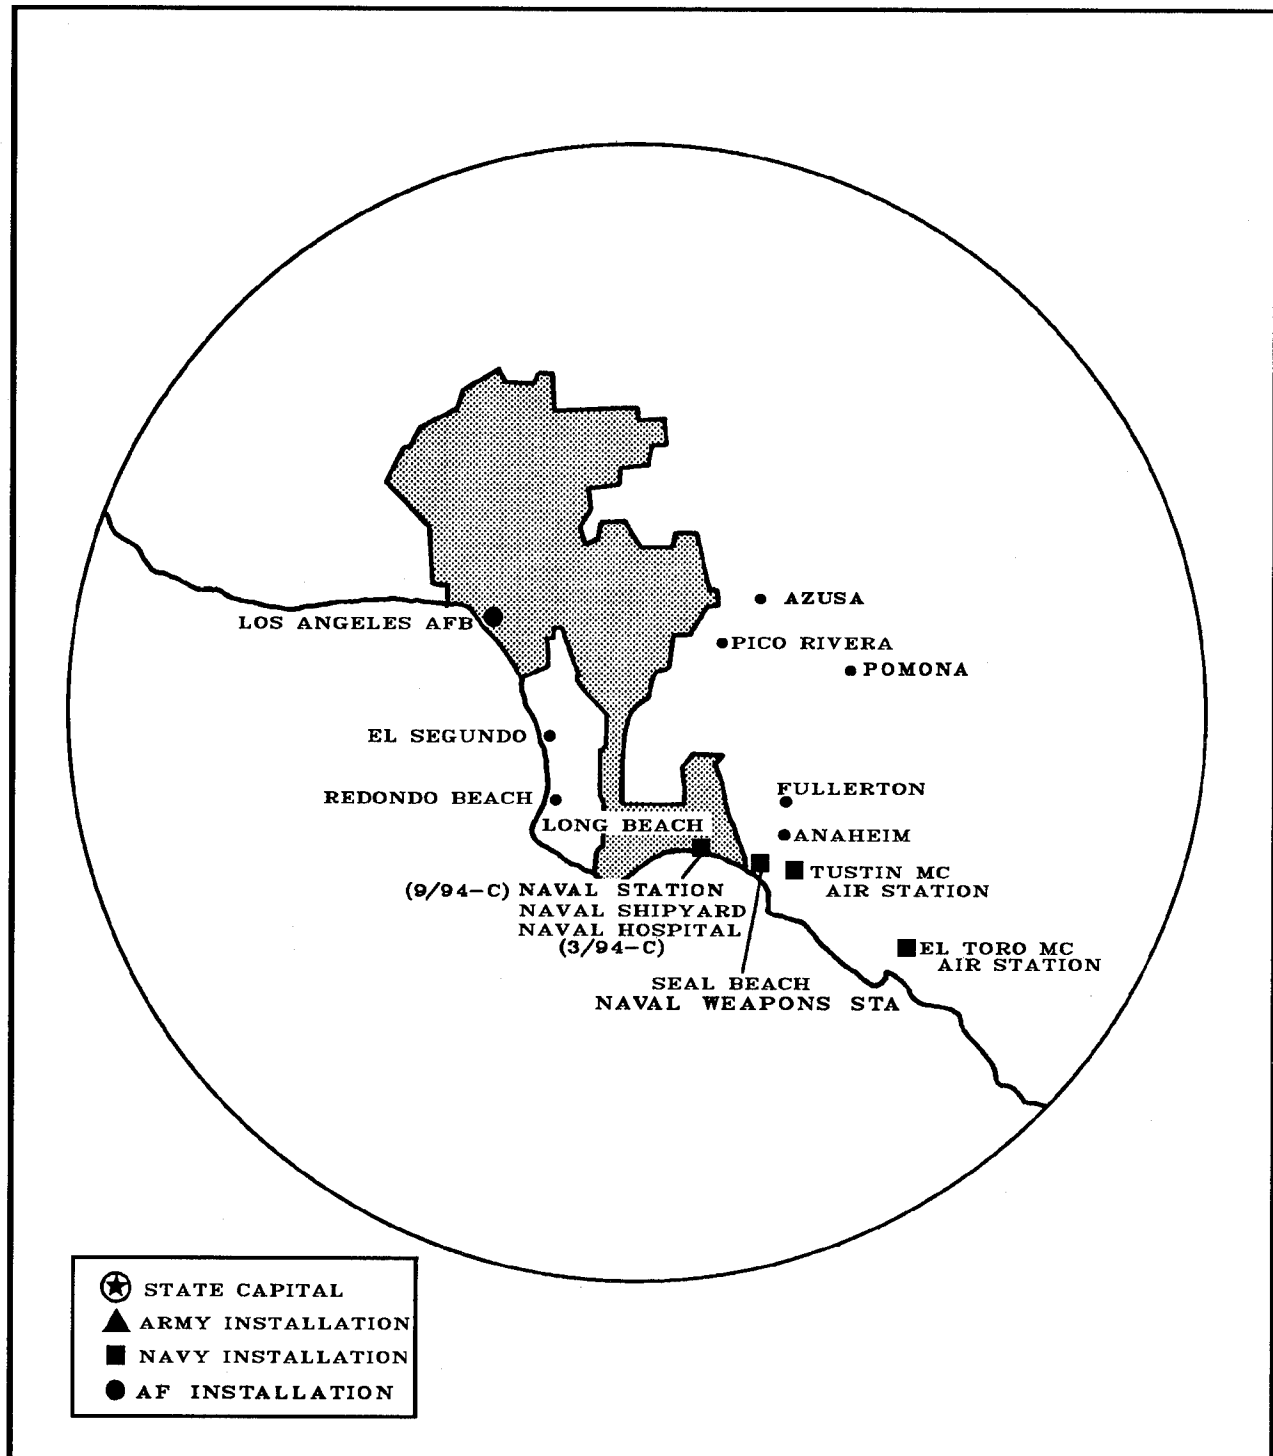 AZUSA
LOS ANGELES AFB
PICO RIVERA
POMONA
EL SEGUNDO
REDONDO BEACH
FULLERTON
LONG BEACH
ANAHEIM
TUSTIN MC
AIR STATION
(9/94-C) NAVAL STATION
NAVAL SHIPYARD
NAVAL HOSPITAL
(3/94-C)
EL TORO MC
AIR STATION
SEAL BEACH
NAVAL WEAPONS STA
STATE CAPITAL
ARMY INSTALLATION
NAVY INSTALLATION
AF INSTALLATION